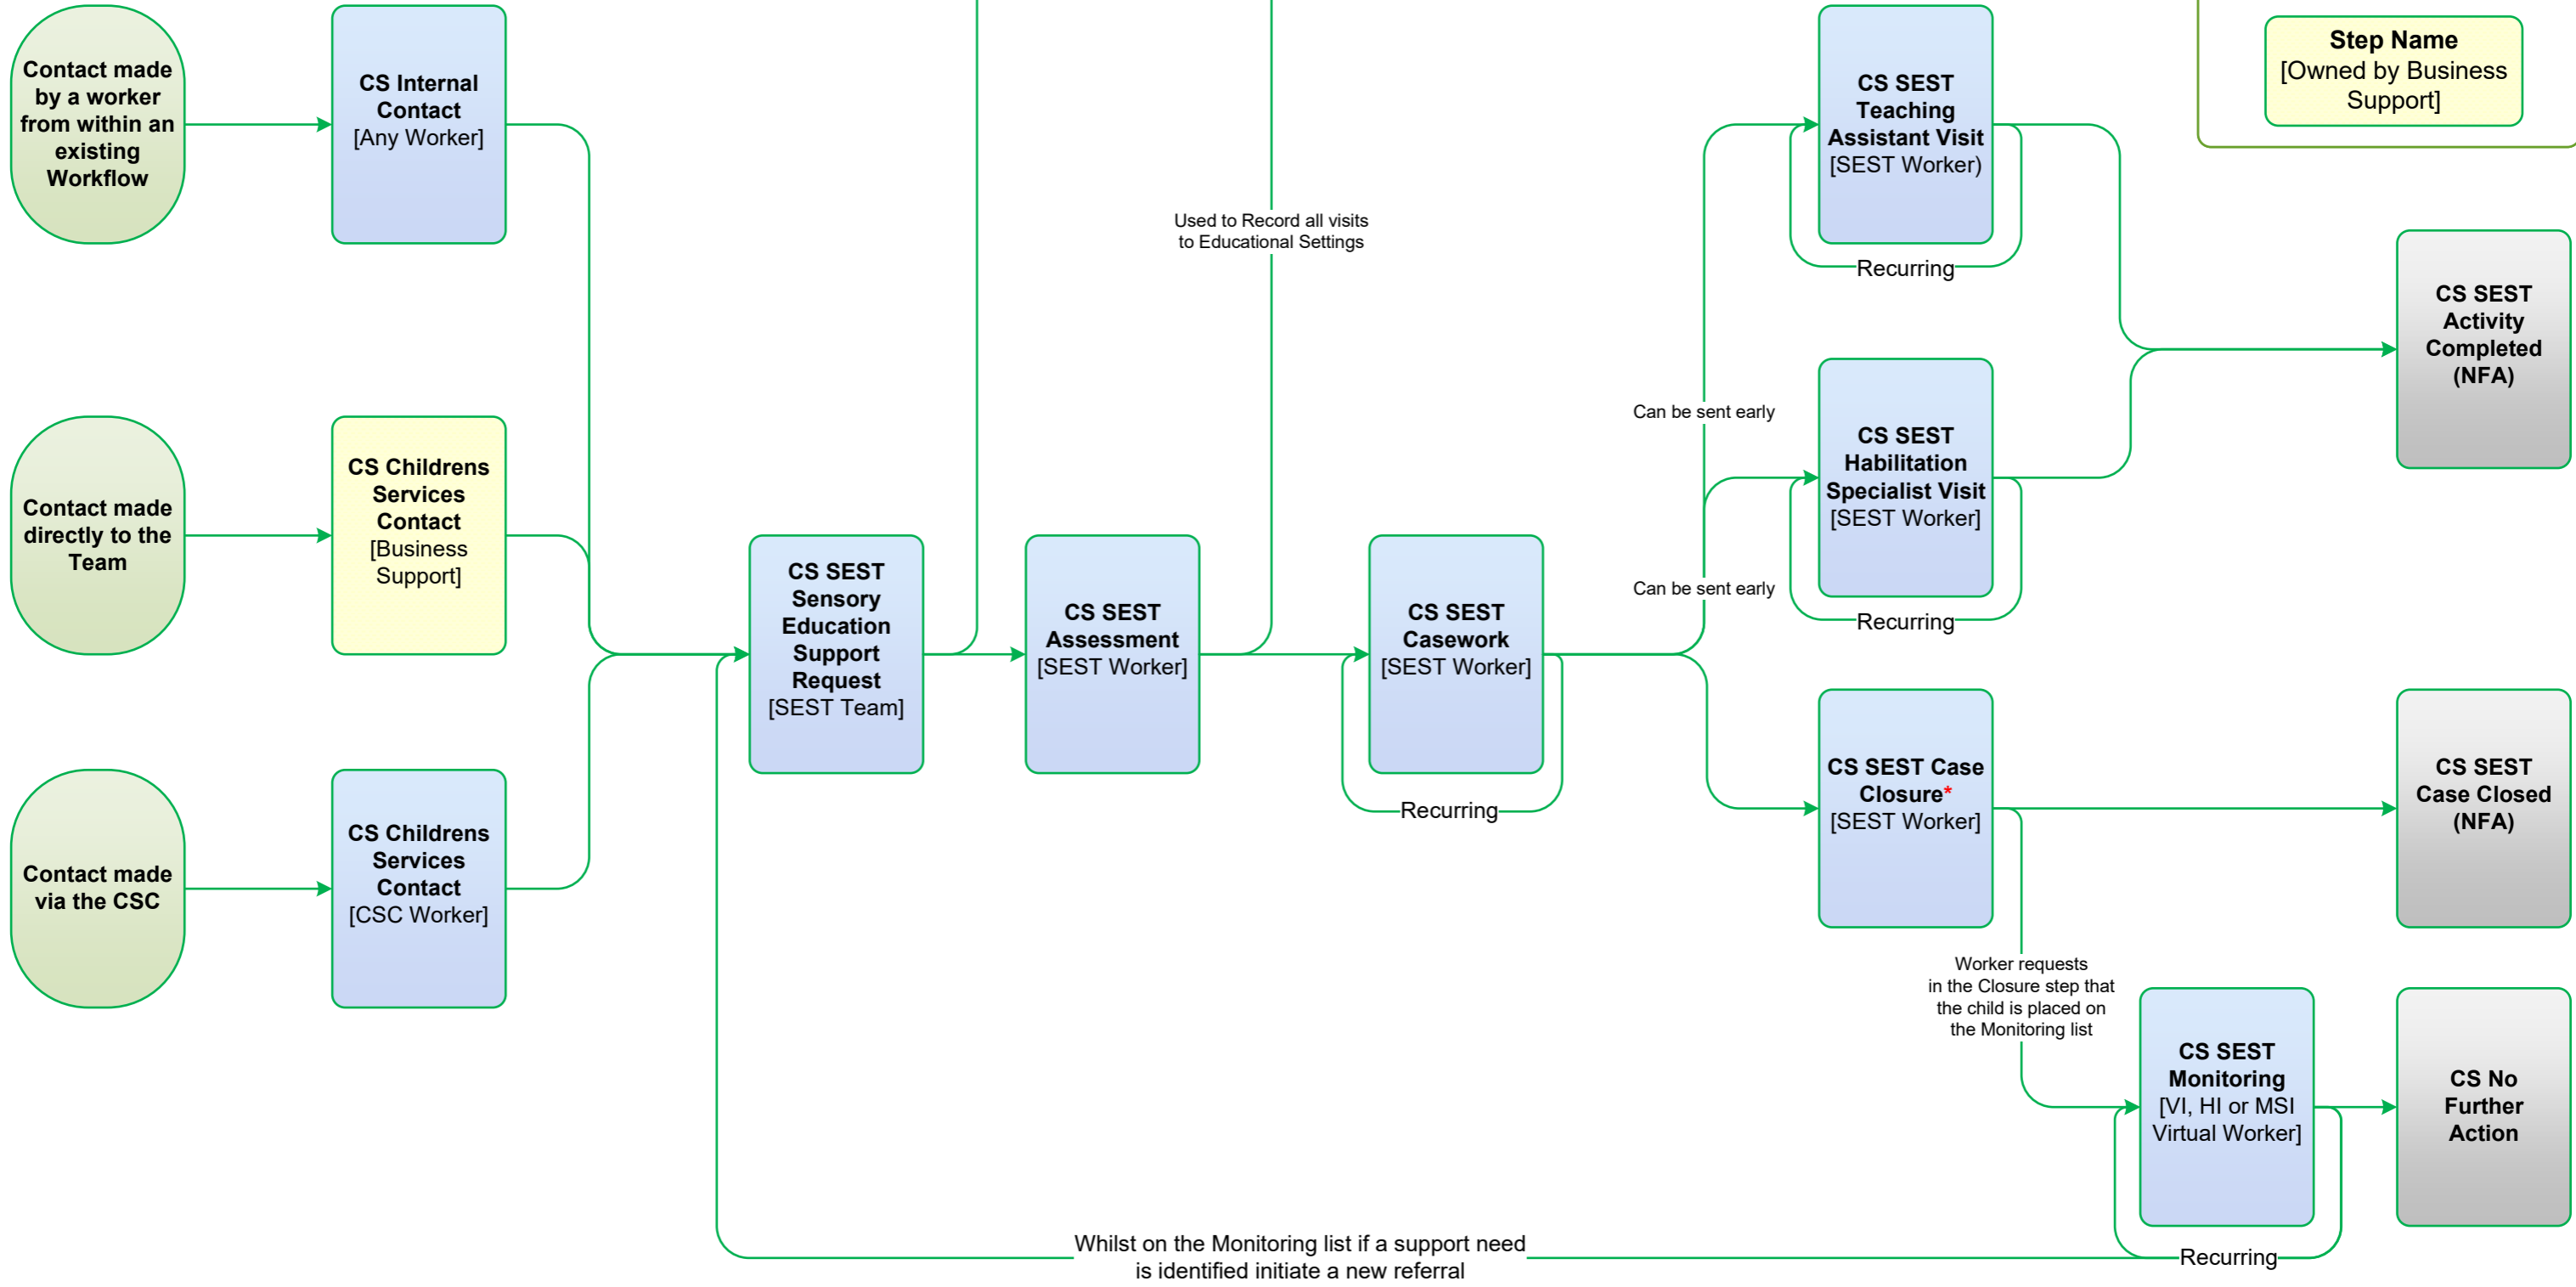 Contact made
by a worker
from within an
existing
Workflow
CS Internal
Contact
[Any Worker]
Used to Record all visits
to Educational Settings
CS SEST
Teaching
Assistant Visit
[SEST Worker)
Recurring
Step Name
[Owned by Business
Support]
CS SEST
Activity
Completed
(NFA)
Contact made
directly to the
Team
CS Childrens
Services
Contact
[Business
Support]
CS SEST
Sensory
Education
Support
Request
[SEST Team]
CS SEST
Assessment
[SEST Worker]
CS SEST
Casework
[SEST Worker]
Recurring
Can be sent early
Can be sent early
CS SEST
Habilitation
Specialist Visit
[SEST Worker]
Recurring
Contact made
via the CSC
CS Childrens
Services
Contact
[CSC Worker]
CS SEST Case
Closure*
[SEST Worker]
CS SEST
Case Closed
(NFA)
Worker requests
in the Closure step that
the child is placed on
the Monitoring list
CS SEST
Monitoring
[VI, HI or MSI
Virtual Worker]
Recurring
CS No
Further
Action
Whilst on the Monitoring list if a support need
is identified initiate a new referral